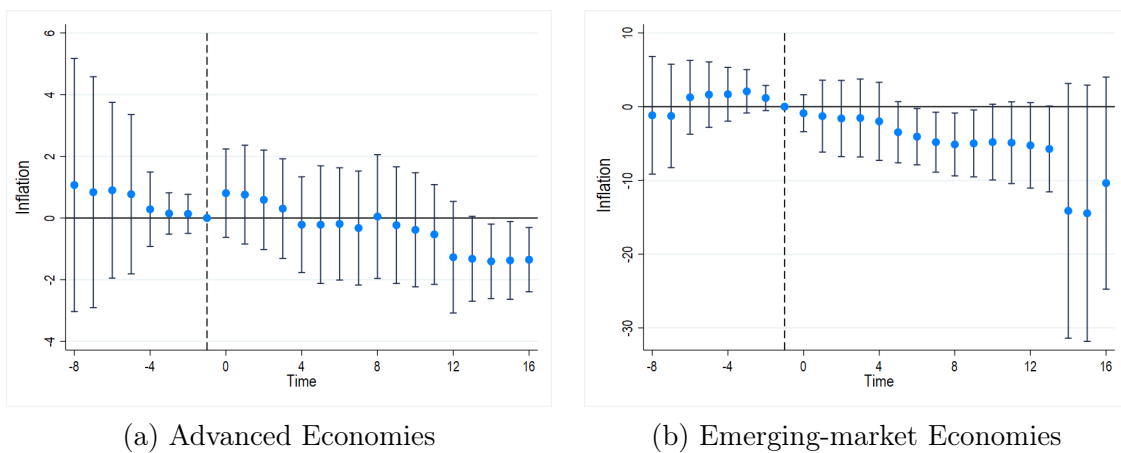 6
4
2
0
-2
-4
Inflation
-8 -4 0 4 8 12 16
Time
(a) Advanced Economies
10
0
-10
-20
-30
Inflation
-8 -4 0 4 8 12 16
Time
(b) Emerging-market Economies